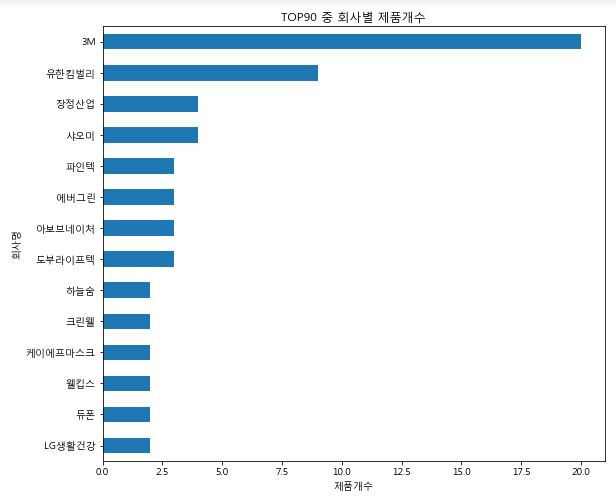 TOP90 중 회사별 제품개수
3M
유한킴벌리
장정산업
샤오미
파인텍
에버그린
아보브네이처
도부라이프텍
하늘숨
크린웰
케이에프마스크
웰킵스
듀폰
LG생활건강
회사명
0.0 2.5 5.0 7.5 10.0 12.5 15.0 17.5 20.0
제품개수